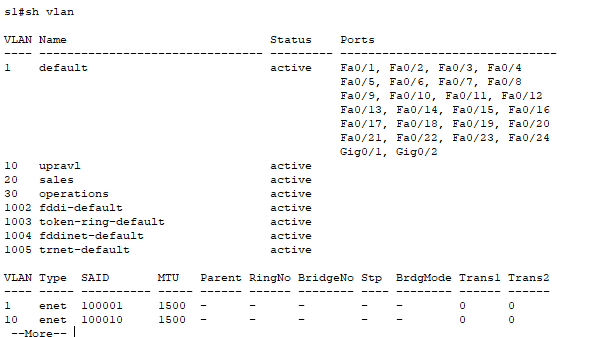 s1#sh vlan
VLAN Name                             Status    Ports
---- -------------------------------- --------- -------------------------------
1    default                          active    Fa0/1, Fa0/2, Fa0/3, Fa0/4
                                                Fa0/5, Fa0/6, Fa0/7, Fa0/8
                                                Fa0/9, Fa0/10, Fa0/11, Fa0/12
                                                Fa0/13, Fa0/14, Fa0/15, Fa0/16
                                                Fa0/17, Fa0/18, Fa0/19, Fa0/20
                                                Fa0/21, Fa0/22, Fa0/23, Fa0/24
                                                Gig0/1, Gig0/2
10   upravl                           active
20   sales                            active
30   operations                       active
1002 fddi-default                     active
1003 token-ring-default               active
1004 fddinet-default                  active
1005 trnet-default                    active
VLAN Type  SAID       MTU   Parent RingNo BridgeNo Stp  BrdgMode Trans1 Trans2
---- ----- ---------- ----- ------ ------ -------- ---- -------- ------ ------
1    enet  100001     1500  -      -      -        -    -        0      0
10   enet  100010     1500  -      -      -        -    -        0      0
 --More--